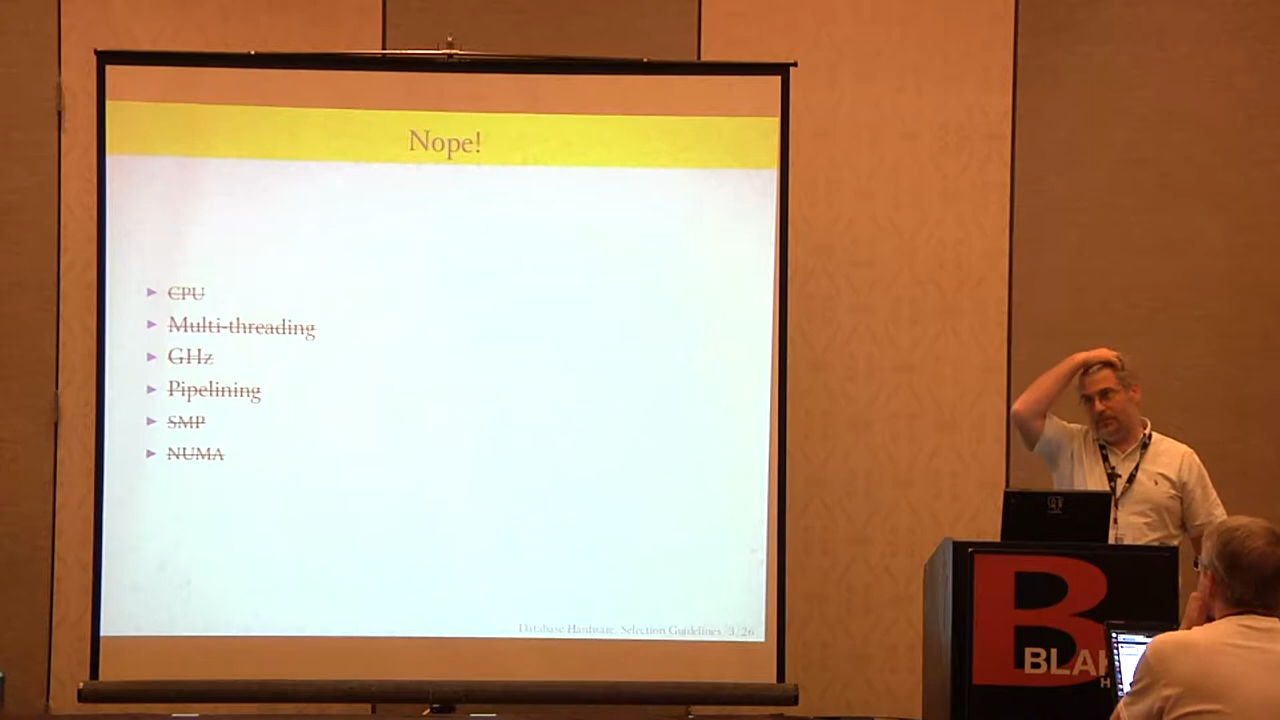 Nope!
CPU
Multi-threading
GHz
Pipelining
SMP
NUMA
Database Hardware Selection Guidelines 3/26
B
BLA
H